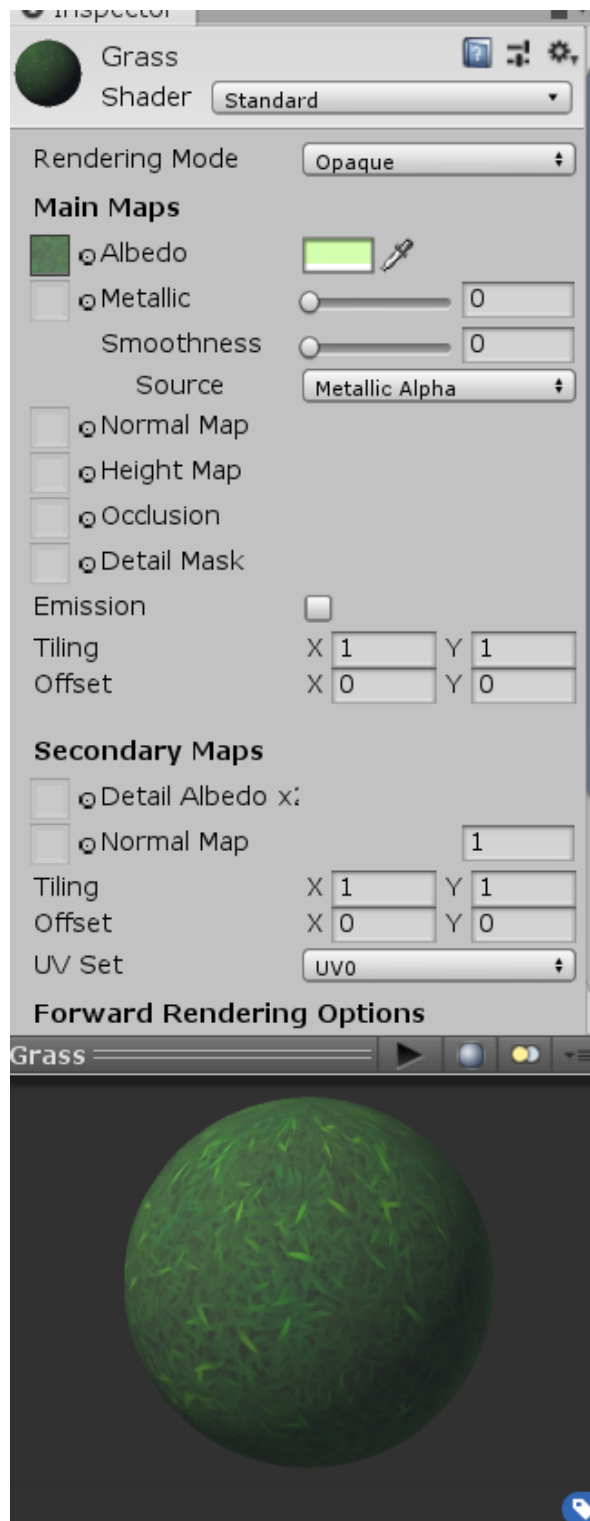 Inspector
Grass
Shader Standard
Rendering Mode Opaque
Main Maps
Albedo
Metallic 0
Smoothness 0
Source Metallic Alpha
Normal Map
Height Map
Occlusion
Detail Mask
Emission
Tiling X 1 Y 1
Offset X 0 Y 0
Secondary Maps
Detail Albedo x2
Normal Map 1
Tiling X 1 Y 1
Offset X 0 Y 0
UV Set UV0
Forward Rendering Options
Grass